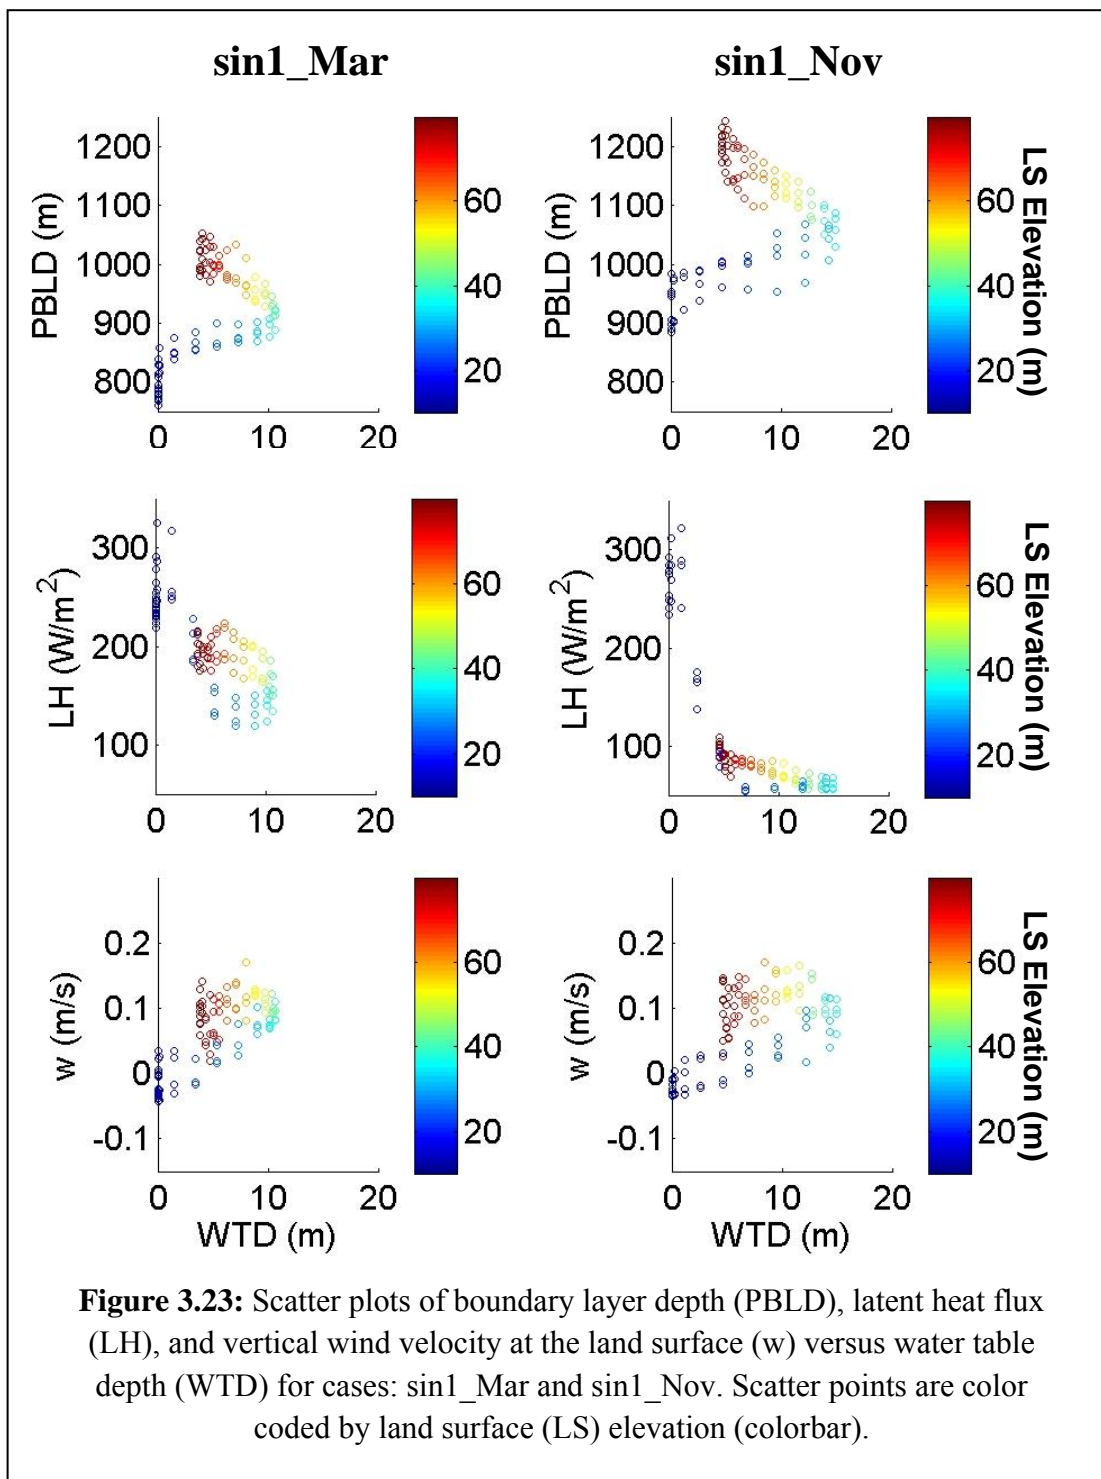 sin1_Mar
sin1_Nov
1200
1100
1000
900
800
PBLD (m)
0 10 20
60
40
20
1200
1100
1000
900
800
PBLD (m)
0 10 20
60
40
20
LS Elevation (m)
300
200
100
LH (W/m²)
0 10 20
60
40
20
300
200
100
LH (W/m²)
0 10 20
60
40
20
LS Elevation (m)
0.2
0.1
0
-0.1
w (m/s)
0 10 20
WTD (m)
60
40
20
0.2
0.1
0
-0.1
w (m/s)
0 10 20
WTD (m)
60
40
20
LS Elevation (m)
Figure 3.23: Scatter plots of boundary layer depth (PBLD), latent heat flux
(LH), and vertical wind velocity at the land surface (w) versus water table
depth (WTD) for cases: sin1_Mar and sin1_Nov. Scatter points are color
coded by land surface (LS) elevation (colorbar).